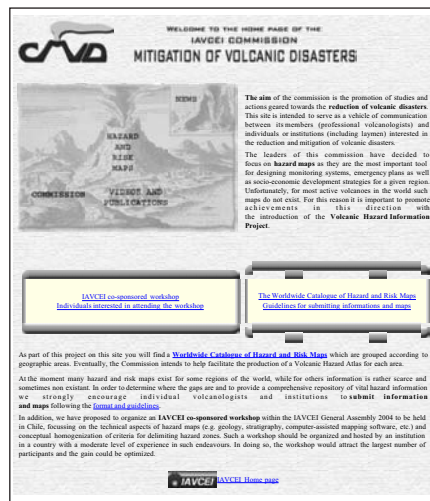 WELCOME TO THE HOME PAGE OF THE
IAVCEI COMMISSION
MITIGATION OF VOLCANIC DISASTERS
CMVD
NEWS
HAZARD
AND
RISK
MAPS
COMMISSION
VIDEOS AND
PUBLICATIONS
The aim of the commission is the promotion of studies and
actions geared towards the reduction of volcanic disasters.
This site is intended to serve as a vehicle of communication
between its members (professional volcanologists) and
individuals or institutions (including laymen) interested in
the reduction and mitigation of volcanic disasters.
The leaders of this commission have decided to
focus on hazard maps as they are the most important tool
for designing monitoring systems, emergency plans as well
as socio-economic development strategies for a given region.
Unfortunately, for most active volcanoes in the world such
maps do not exist. For this reason it is important to promote
achievements in this direction with
the introduction of the Volcanic Hazard Information
Project.
IAVCEI co-sponsored workshop
Individuals interested in attending the workshop
The Worldwide Catalogue of Hazard and Risk Maps
Guidelines for submitting informations and maps
As part of this project on this site you will find a Worldwide Catalogue of Hazard and Risk Maps which are grouped according to
geographic areas. Eventually, the Commission intends to help facilitate the production of a Volcanic Hazard Atlas for each area.
At the moment many hazard and risk maps exist for some regions of the world, while for others information is rather scarce and
sometimes non existant. In order to determine where the gaps are and to provide a comprehensive repository of vital hazard information
we strongly encourage individual volcanologists and institutions to submit information
and maps following the format and guidelines.
In addition, we have proposed to organize an IAVCEI co-sponsored workshop within the IAVCEI General Assembly 2004 to be held
in Chile, focussing on the technical aspects of hazard maps (e.g. geology, stratigraphy, computer-assisted mapping software, etc.) and
conceptual homogenization of criteria for delimiting hazard zones. Such a workshop should be organized and hosted by an institution
in a country with a moderate level of experience in such endeavours. In doing so, the workshop would attract the largest number of
participants and the gain could be optimized.
IAVCEI IAVCEI Home page